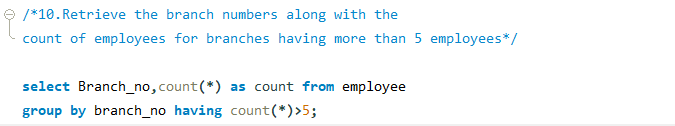 /*10.Retrieve the branch numbers along with the
count of employees for branches having more than 5 employees*/
select Branch_no,count(*) as count from employee
group by branch_no having count(*)>5;